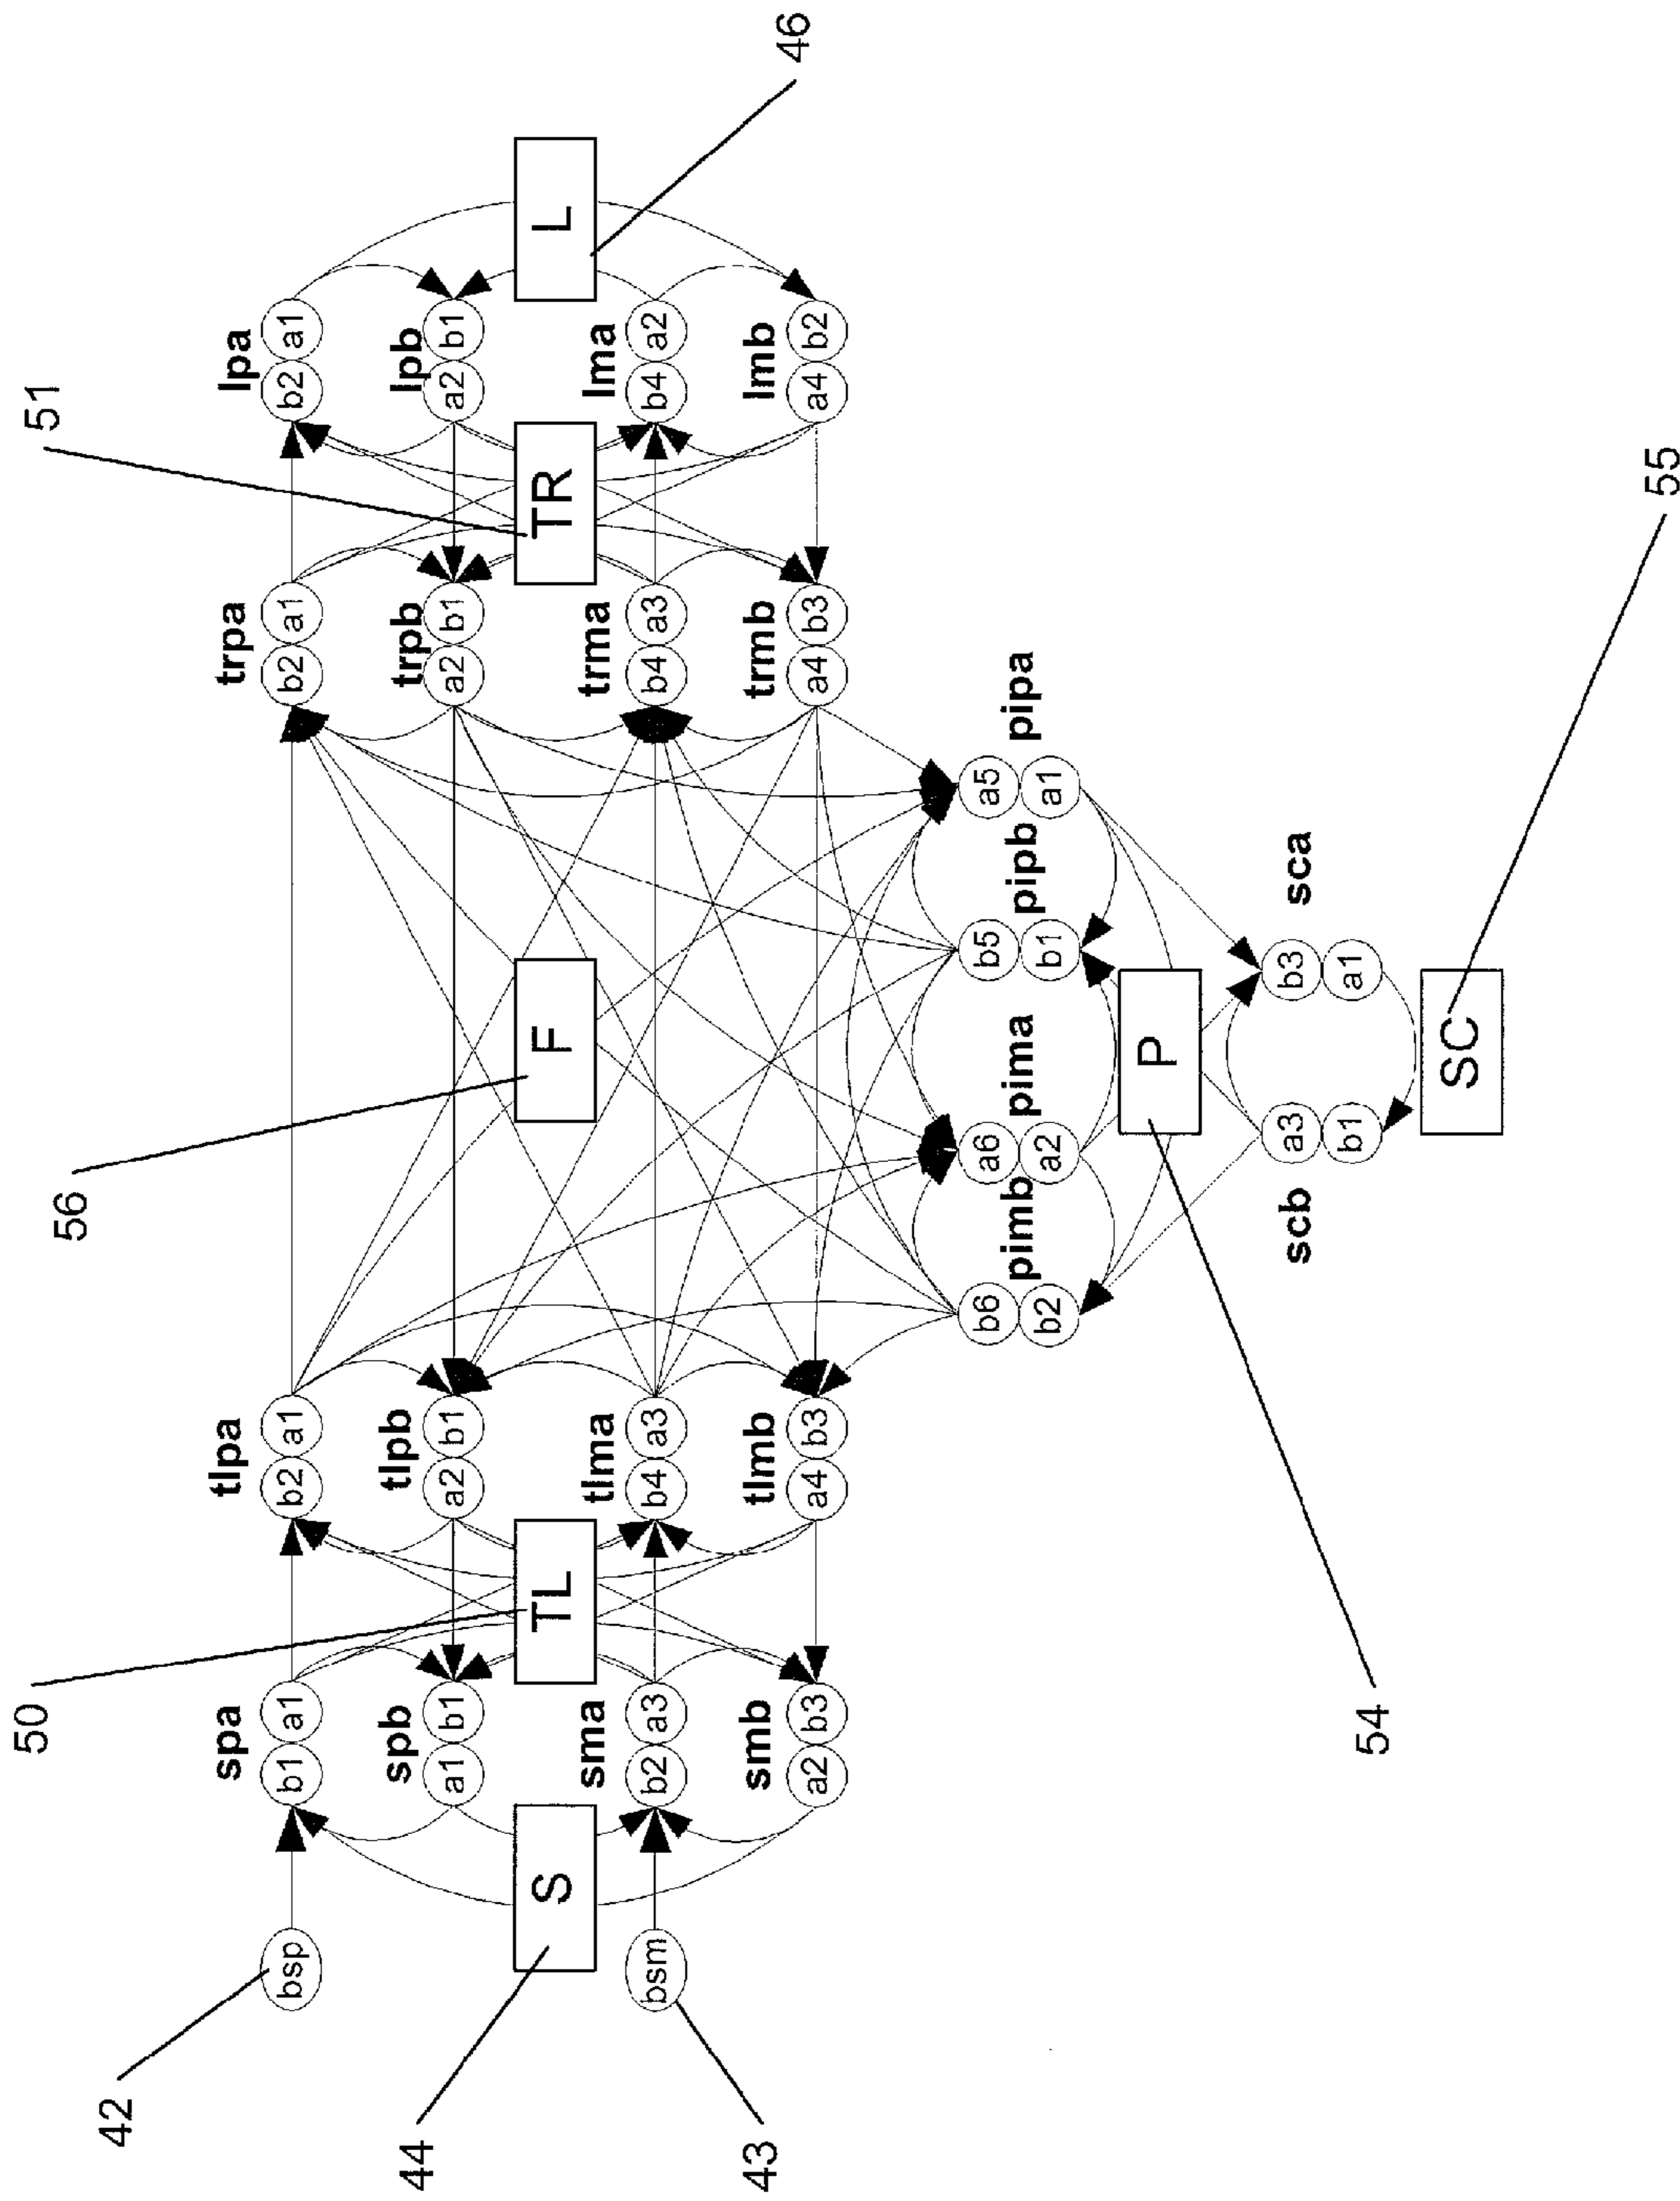 50
51
56
42
spa
tlpa
trpa
lpa
bsp
b1 a1
b2 a1
b2 a1
b2 a1
spb
tlpb
trpb
lpb
44
a1 b1
a2 b1
a2 b1
a2 b1
S
TL
F
TR
L
sma
tlma
trma
lma
bsm
b2 a3
b4 a3
b4 a3
b4 a2
43
smb
tlmb
trmb
lmb
46
a2 b3
a4 b3
a4 b3
a4 b2
b6
pimb
a6
pima
b5
pipb
a5
pipa
b2
a2
b1
a1
P
scb
a3
b3
sca
b1
a1
54
SC
55